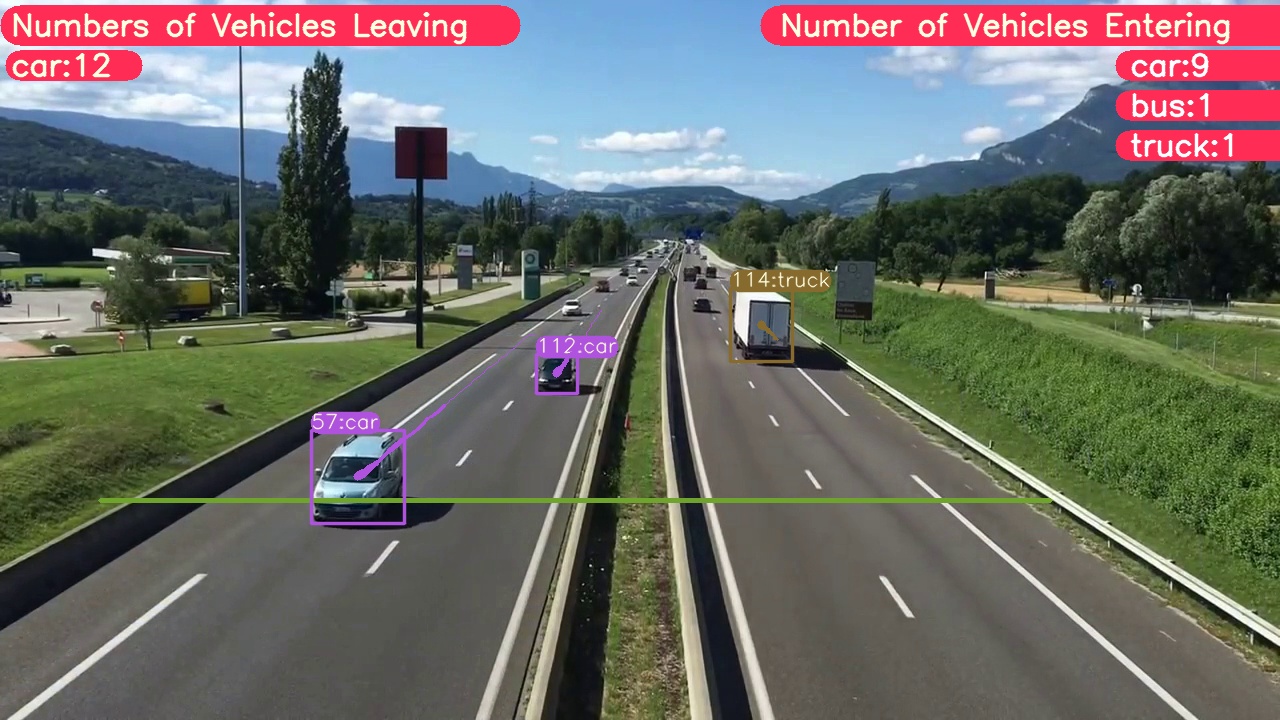 Numbers of Vehicles Leaving
Number of Vehicles Entering
car:12
car:9
bus:1
truck:1
114:truck
112:car
57:car
bp